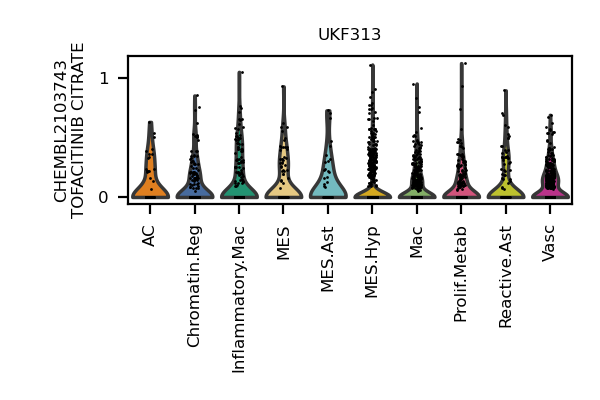 UKF313
CHEMBL2103743
TOFACITINIB CITRATE
1
0
AC
Chromatin.Reg
Inflammatory.Mac
MES
MES.Ast
MES.Hyp
Mac
Prolif.Metab
Reactive.Ast
Vasc